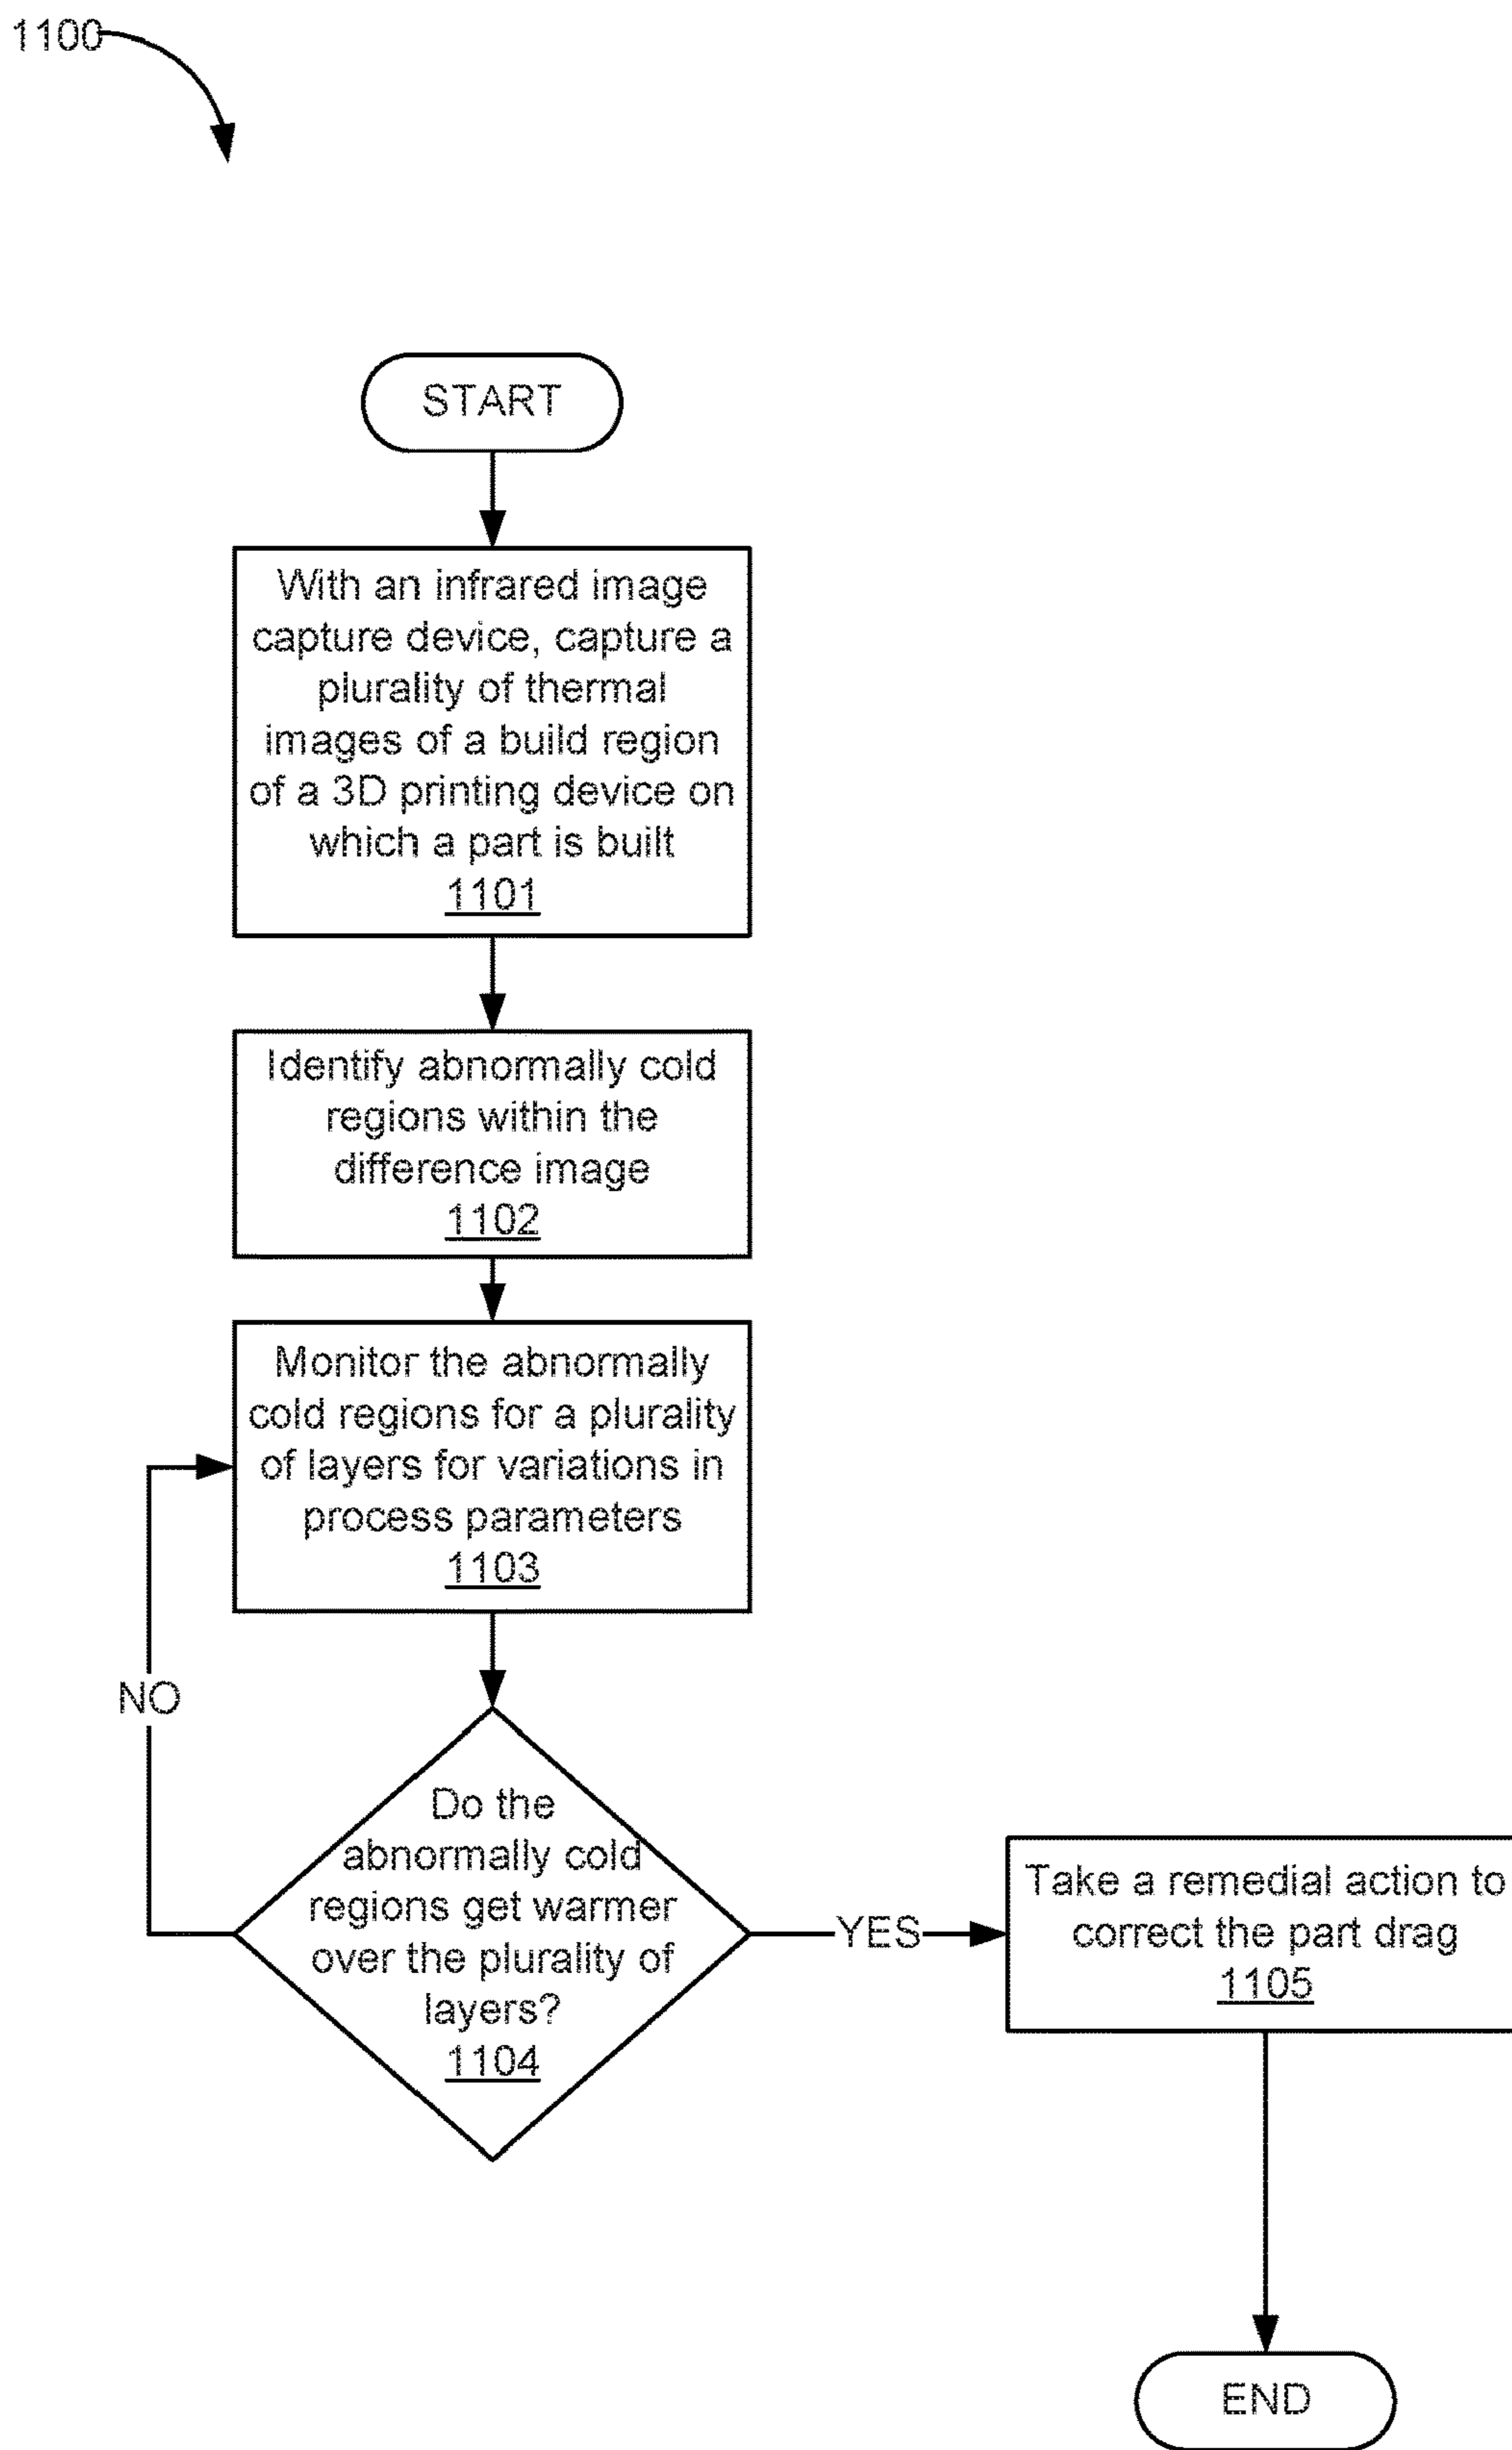 1100
START
With an infrared image
capture device, capture a
plurality of thermal
images of a build region
of a 3D printing device on
which a part is built
1101
Identify abnormally cold
regions within the
difference image
1102
Monitor the abnormally
cold regions for a plurality
of layers for variations in
process parameters
1103
NO
Do the
abnormally cold
regions get warmer
over the plurality of
layers?
1104
YES
Take a remedial action to
correct the part drag
1105
END